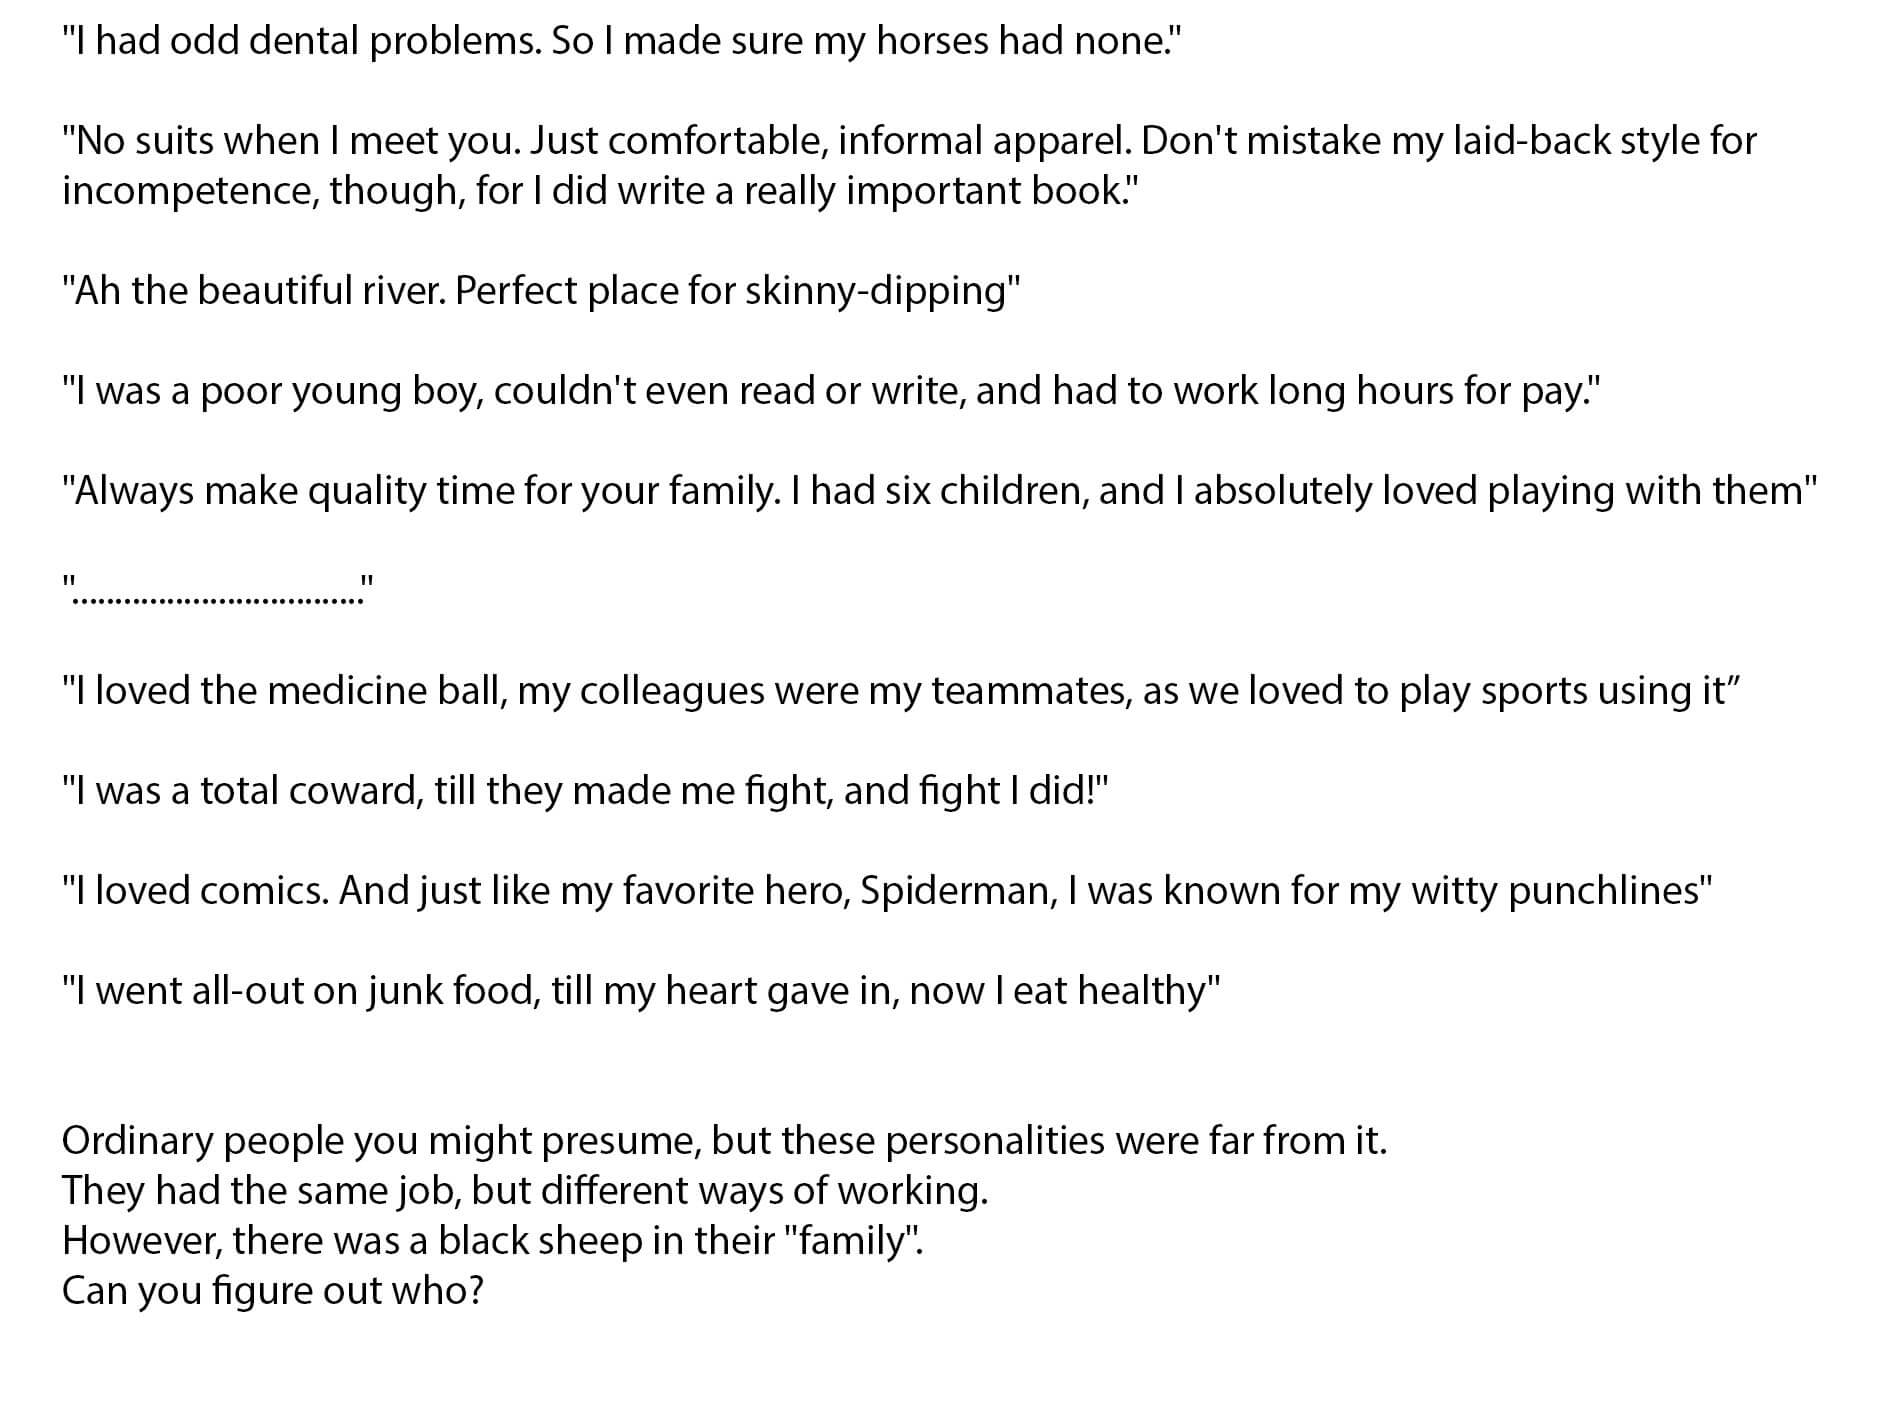 "I had odd dental problems. So I made sure my horses had none."
"No suits when I meet you. Just comfortable, informal apparel. Don't mistake my laid-back style for
incompetence, though, for I did write a really important book."
"Ah the beautiful river. Perfect place for skinny-dipping"
"I was a poor young boy, couldn't even read or write, and had to work long hours for pay."
"Always make quality time for your family. I had six children, and I absolutely loved playing with them"
".................................."
"I loved the medicine ball, my colleagues were my teammates, as we loved to play sports using it”
"I was a total coward, till they made me fight, and fight I did!"
"I loved comics. And just like my favorite hero, Spiderman, I was known for my witty punchlines"
"I went all-out on junk food, till my heart gave in, now I eat healthy"
Ordinary people you might presume, but these personalities were far from it.
They had the same job, but different ways of working.
However, there was a black sheep in their "family".
Can you figure out who?